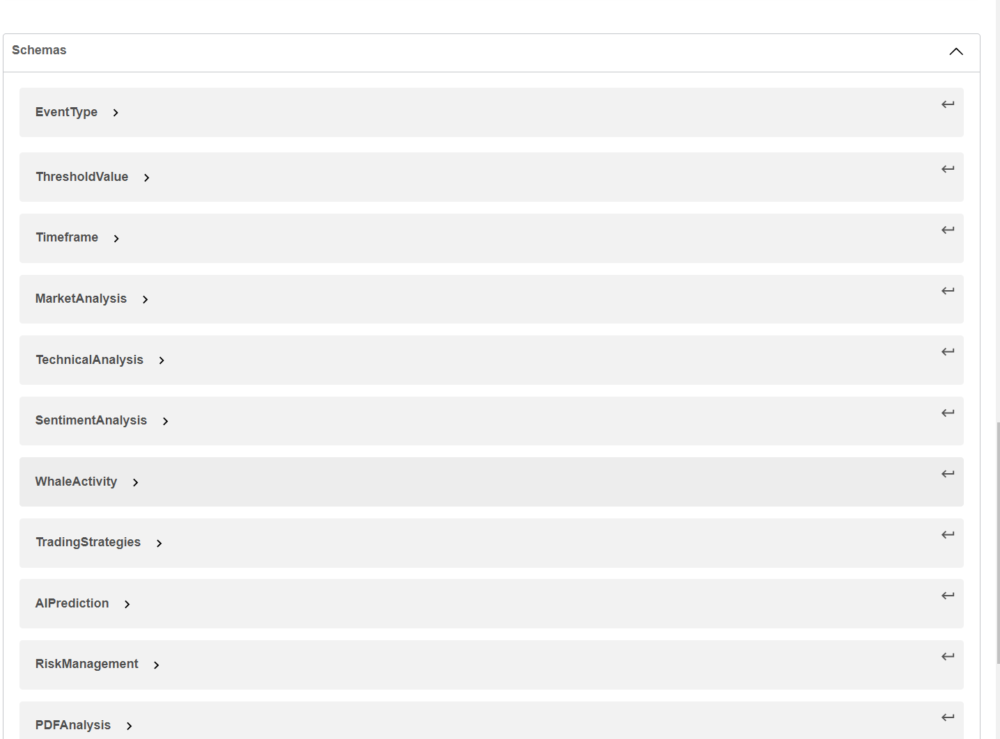 Schemas
EventType
ThresholdValue
Timeframe
MarketAnalysis
TechnicalAnalysis
SentimentAnalysis
WhaleActivity
TradingStrategies
AIPrediction
RiskManagement
PDFAnalysis